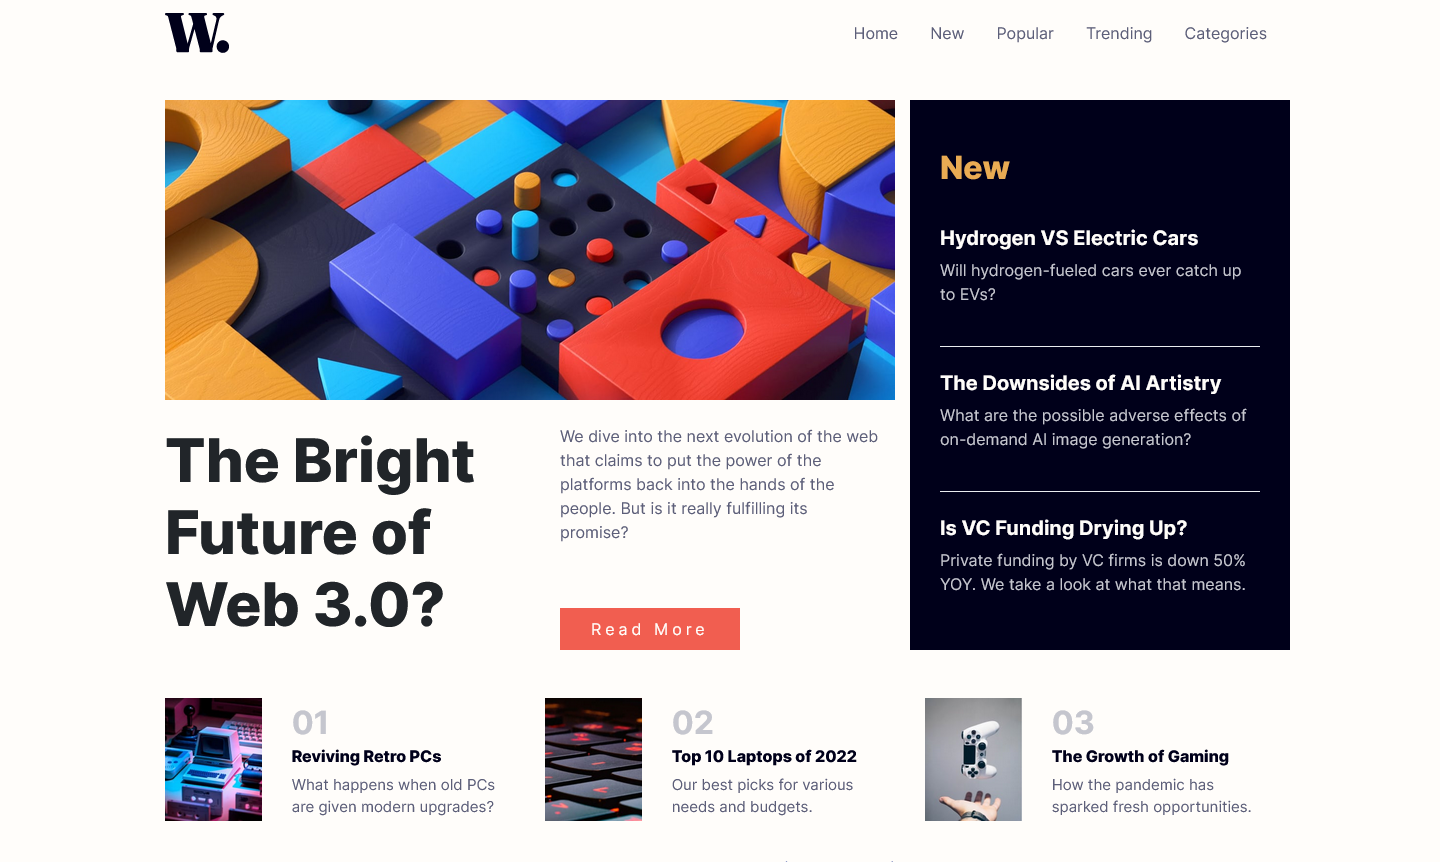 W.
Home New Popular Trending Categories
The Bright
Future of
Web 3.0?
We dive into the next evolution of the web
that claims to put the power of the
platforms back into the hands of the
people. But is it really fulfilling its
promise?
Read More
New
Hydrogen VS Electric Cars
Will hydrogen-fueled cars ever catch up
to EVs?
The Downsides of AI Artistry
What are the possible adverse effects of
on-demand AI image generation?
Is VC Funding Drying Up?
Private funding by VC firms is down 50%
YOY. We take a look at what that means.
01
Reviving Retro PCs
What happens when old PCs
are given modern upgrades?
02
Top 10 Laptops of 2022
Our best picks for various
needs and budgets.
03
The Growth of Gaming
How the pandemic has
sparked fresh opportunities.